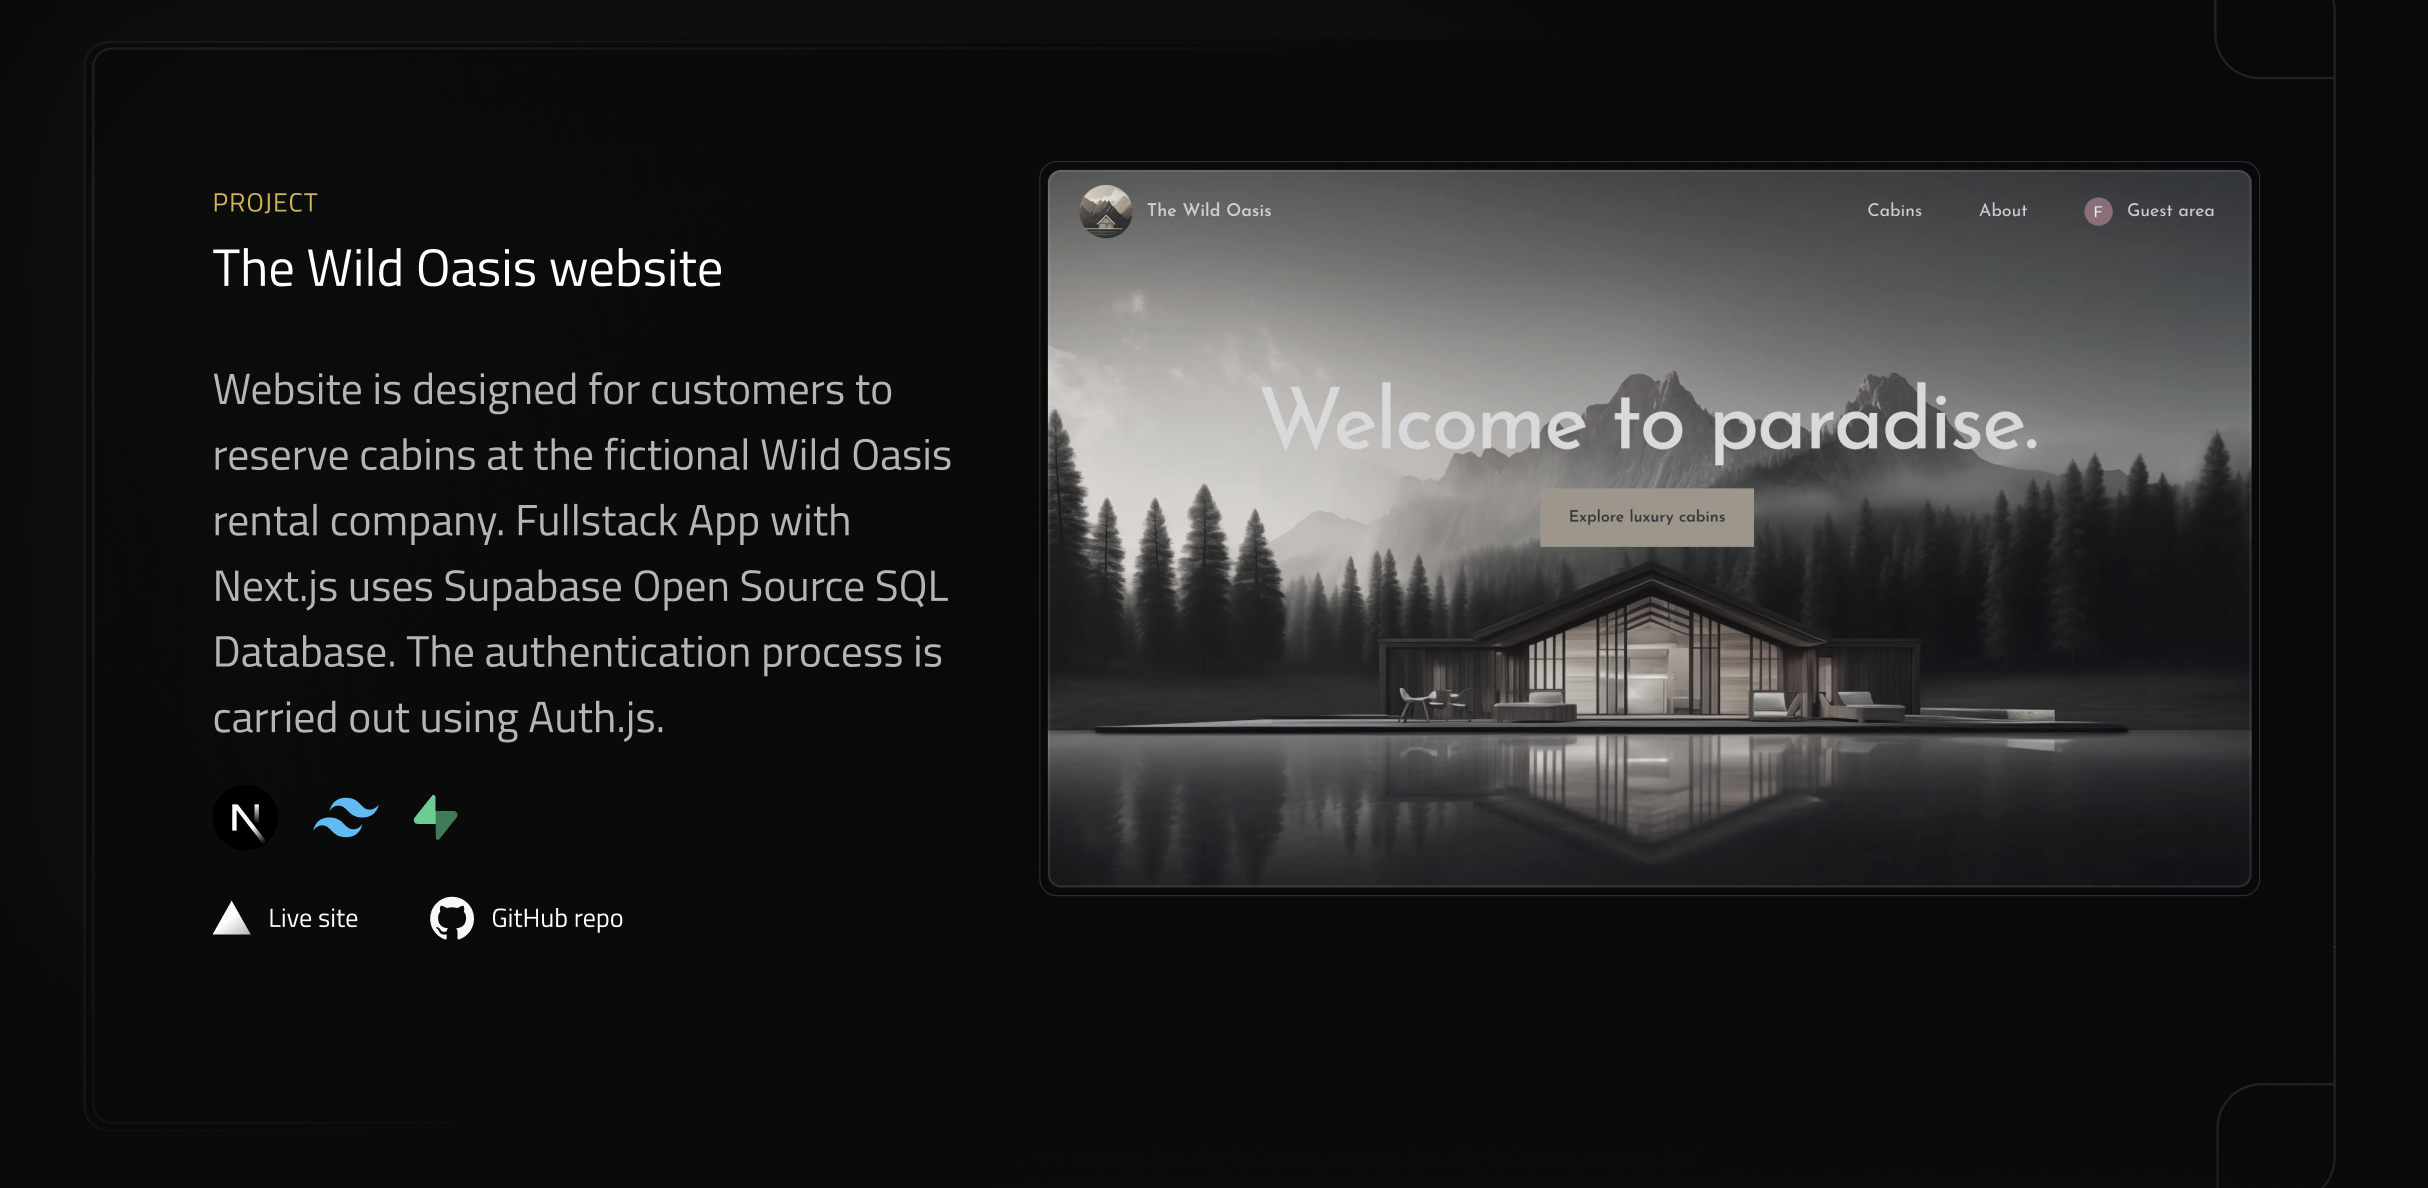 PROJECT
The Wild Oasis website
Website is designed for customers to
reserve cabins at the fictional Wild Oasis
rental company. Fullstack App with
Next.js uses Supabase Open Source SQL
Database. The authentication process is
carried out using Auth.js.
N
Live site
GitHub repo
The Wild Oasis
Cabins
About
F
Guest area
Welcome to paradise.
Explore luxury cabins